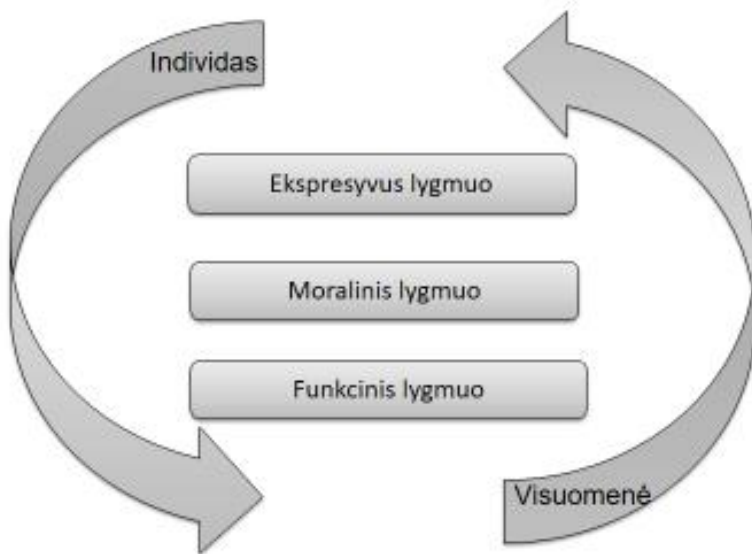 Individas
Ekspresyvus lygmuo
Moralinis lygmuo
Funkcinis lygmuo
Visuomenė